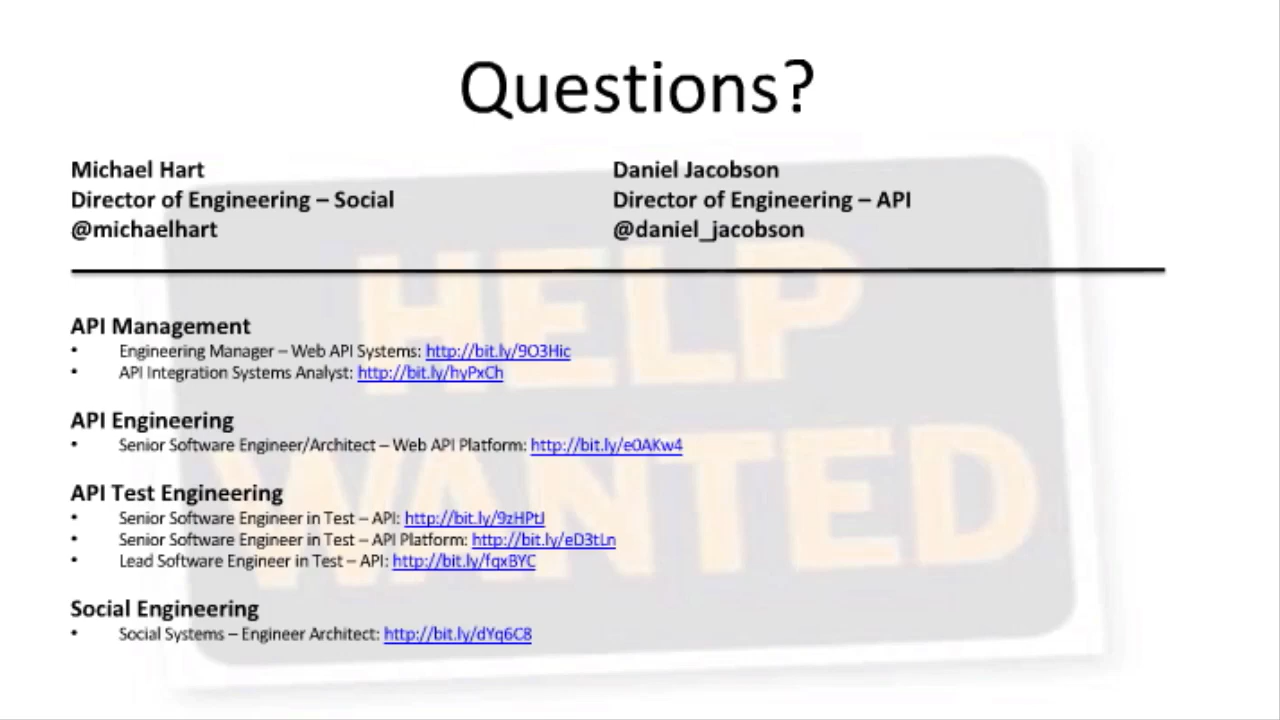 Questions?
Michael Hart
Director of Engineering – Social
@michaelhart
Daniel Jacobson
Director of Engineering – API
@daniel_jacobson
HELP
WANTED
API Management
• Engineering Manager – Web API Systems: http://bit.ly/9O3Hic
• API Integration Systems Analyst: http://bit.ly/hyPxCh
API Engineering
• Senior Software Engineer/Architect – Web API Platform: http://bit.ly/e0AKw4
API Test Engineering
• Senior Software Engineer in Test – API: http://bit.ly/9zHPtJ
• Senior Software Engineer in Test – API Platform: http://bit.ly/eD3tLn
• Lead Software Engineer in Test – API: http://bit.ly/fqxBYC
Social Engineering
• Social Systems – Engineer Architect: http://bit.ly/dYq6C8